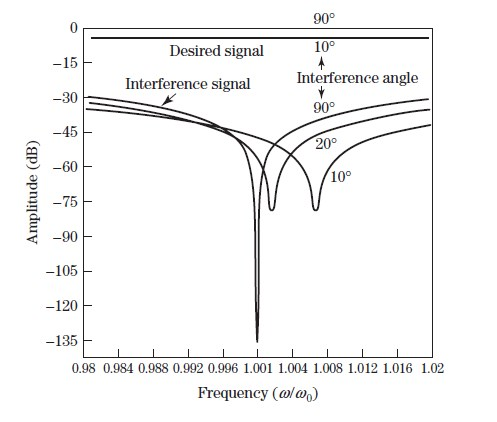 90°
0
Desired signal
10°
−15
Interference signal
Interference angle
−30
90°
−45
20°
−60
10°
−75
−90
−105
−120
−135
Amplitude (dB)
0.98 0.984 0.988 0.992 0.996 1.001 1.004 1.008 1.012 1.016 1.02
Frequency (ω/ω₀)